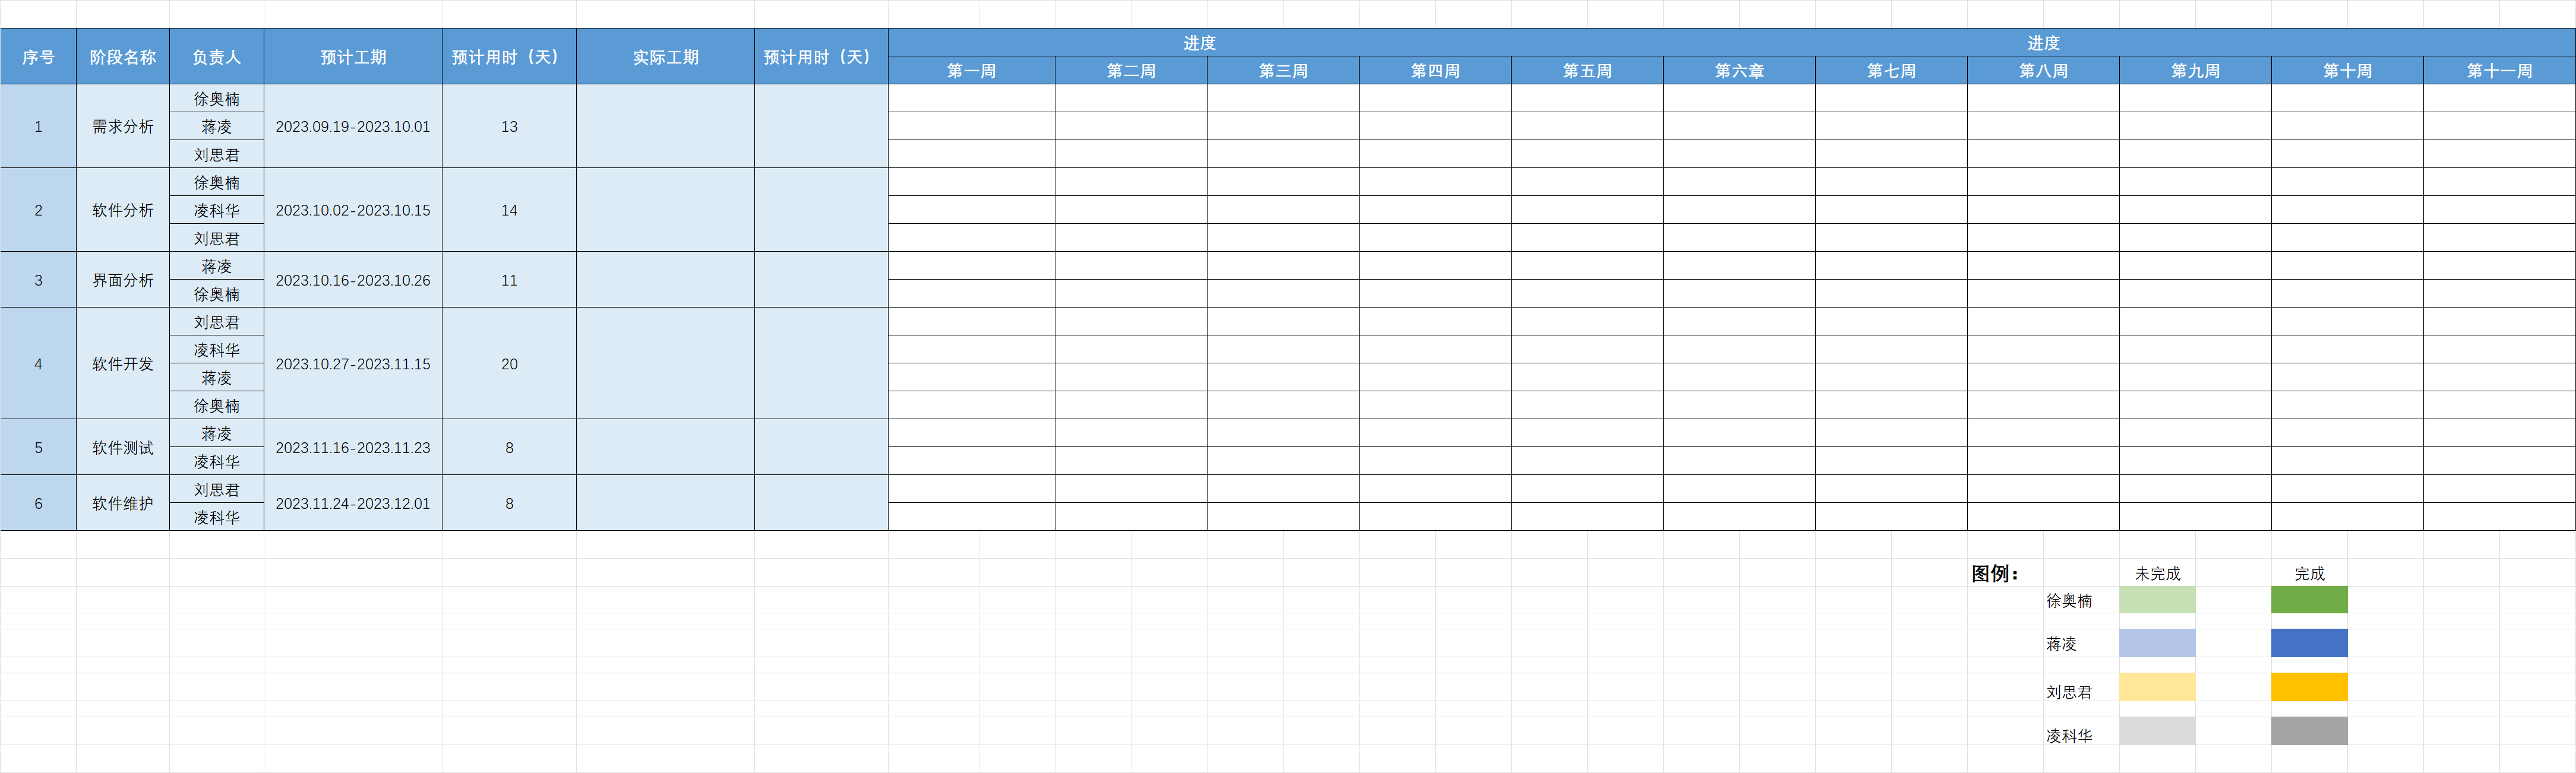 序号 阶段名称 负责人 预计工期 预计用时（天） 实际工期 预计用时（天） 进度 进度
第一周 第二周 第三周 第四周 第五周 第六章 第七周 第八周 第九周 第十周 第十一周
1 需求分析 徐奥楠 2023.09.19-2023.10.01 13
蒋凌
刘思君
2 软件分析 徐奥楠 2023.10.02-2023.10.15 14
凌科华
刘思君
3 界面分析 蒋凌 2023.10.16-2023.10.26 11
徐奥楠
4 软件开发 刘思君 2023.10.27-2023.11.15 20
凌科华
蒋凌
徐奥楠
5 软件测试 蒋凌 2023.11.16-2023.11.23 8
凌科华
6 软件维护 刘思君 2023.11.24-2023.12.01 8
凌科华
图例： 未完成 完成
徐奥楠
蒋凌
刘思君
凌科华